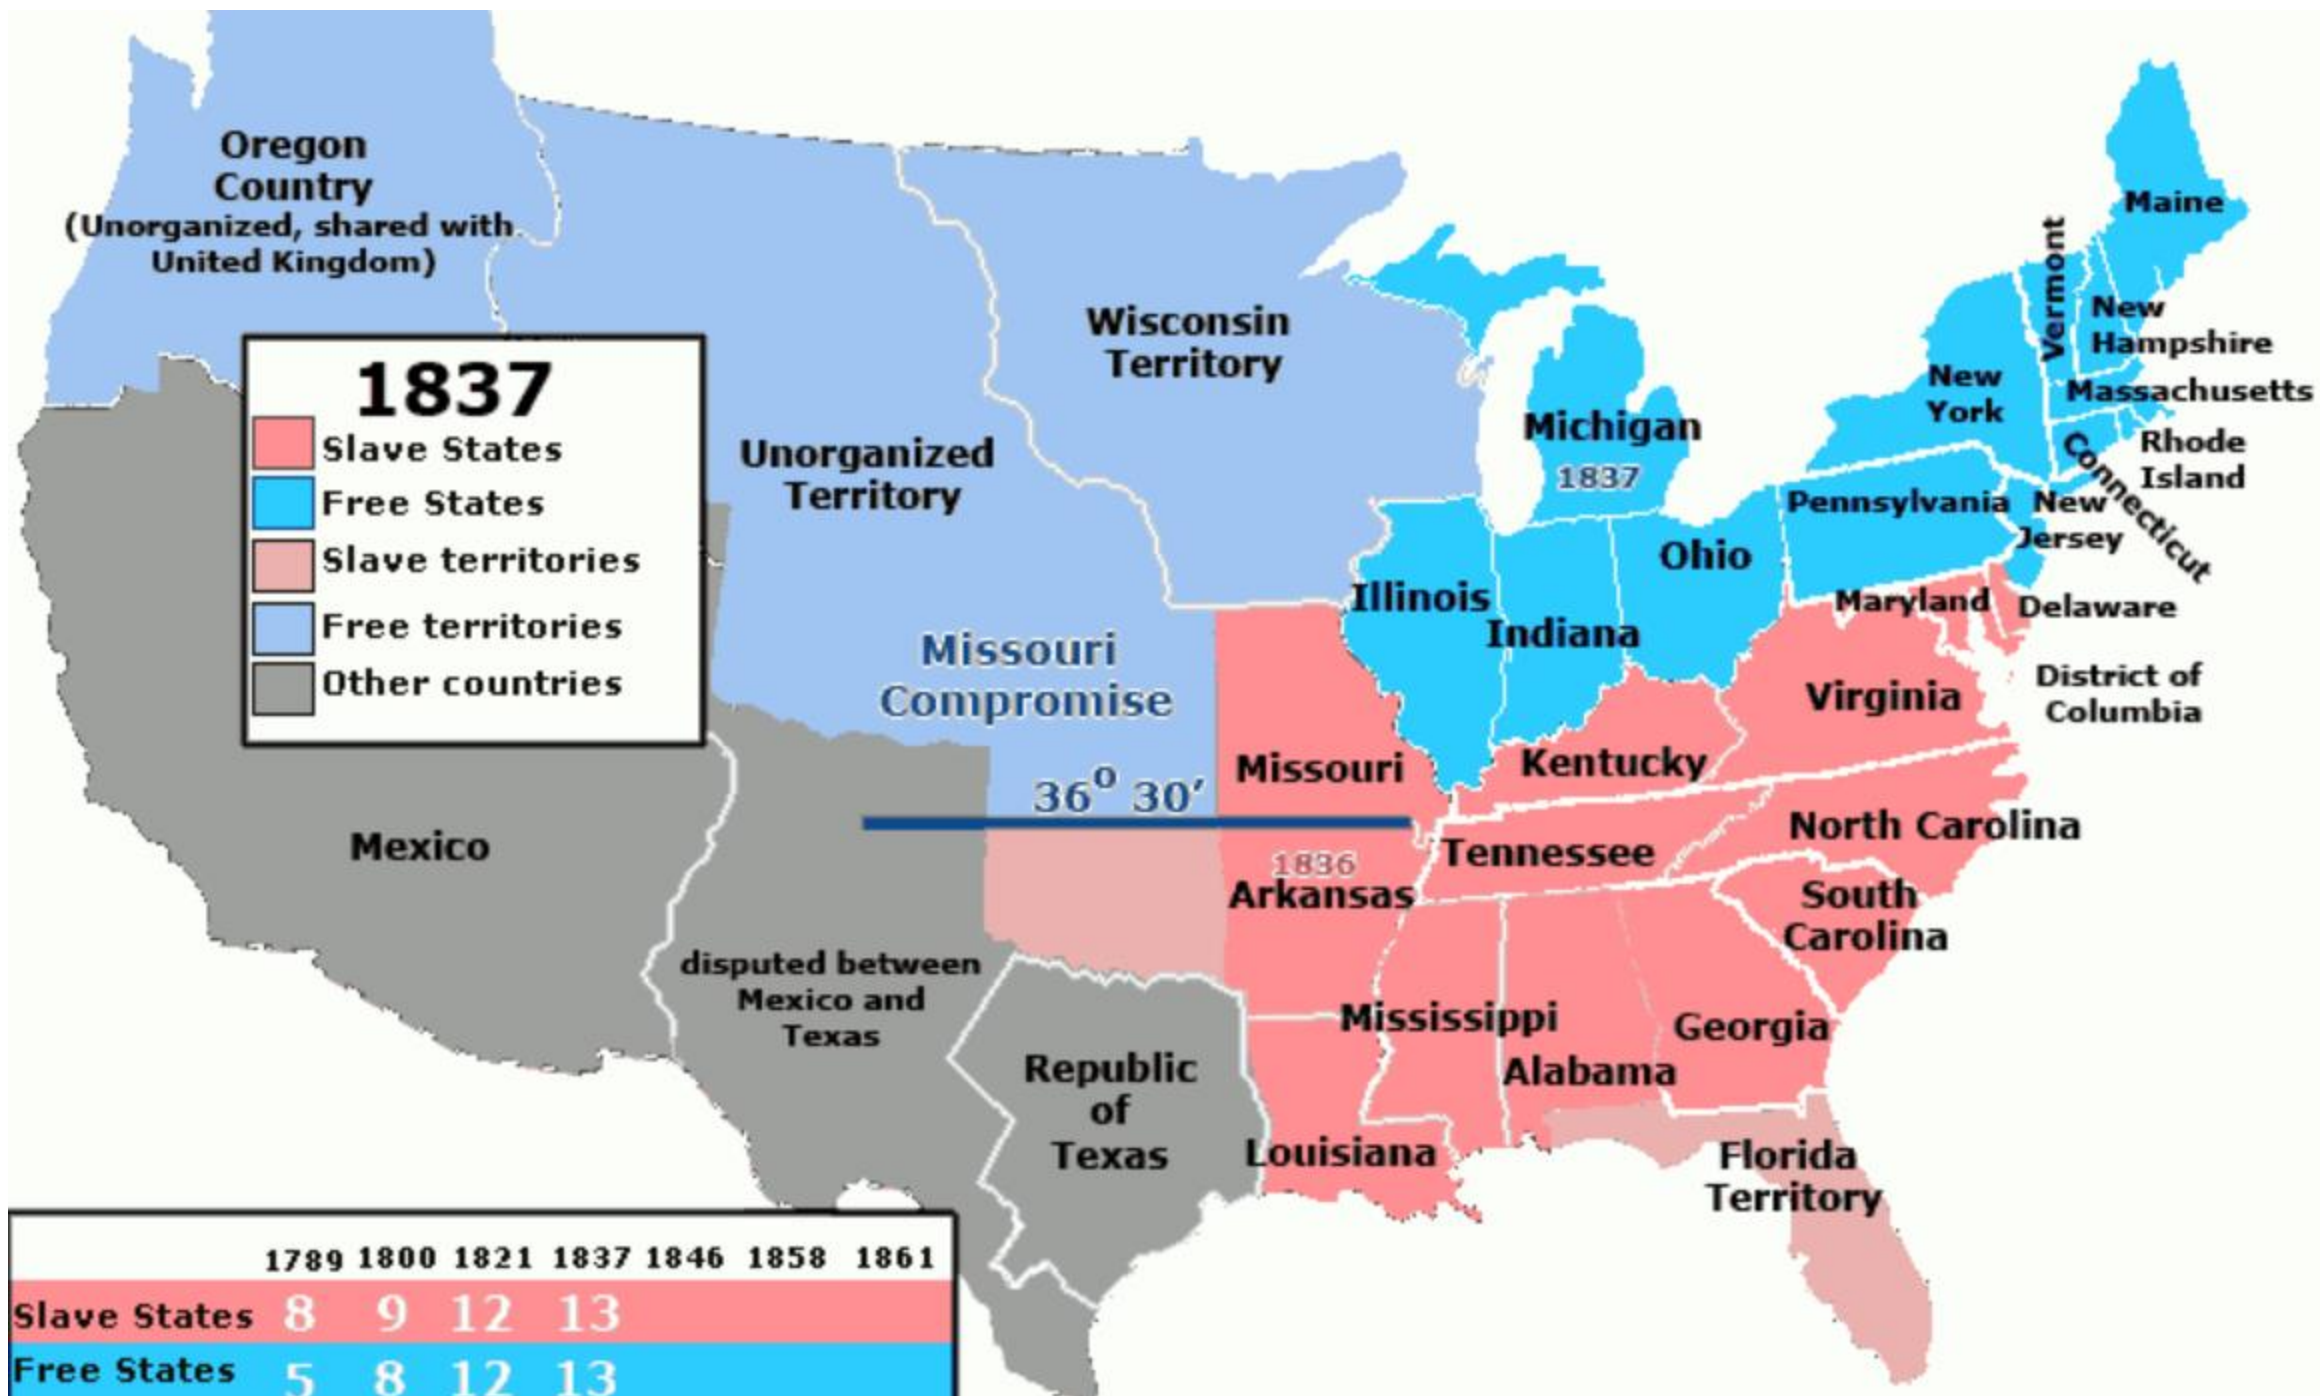 Oregon
Country
(Unorganized, shared with
United Kingdom)
Wisconsin
Territory
Unorganized
Territory
1837
Slave States
Free States
Slave territories
Free territories
Other countries
Missouri
Compromise
36° 30′
Mexico
disputed between
Mexico and
Texas
Republic
of
Texas
Michigan
1837
Illinois
Indiana
Ohio
Maine
Vermont
New
Hampshire
New
York
Massachusetts
Rhode
Island
Connecticut
Pennsylvania
New
Jersey
Maryland
Delaware
District of
Columbia
Virginia
Missouri
Kentucky
North Carolina
Tennessee
1836
Arkansas
South
Carolina
Mississippi
Georgia
Alabama
Louisiana
Florida
Territory
1789 1800 1821 1837 1846 1858 1861
Slave States 8 9 12 13
Free States 5 8 12 13